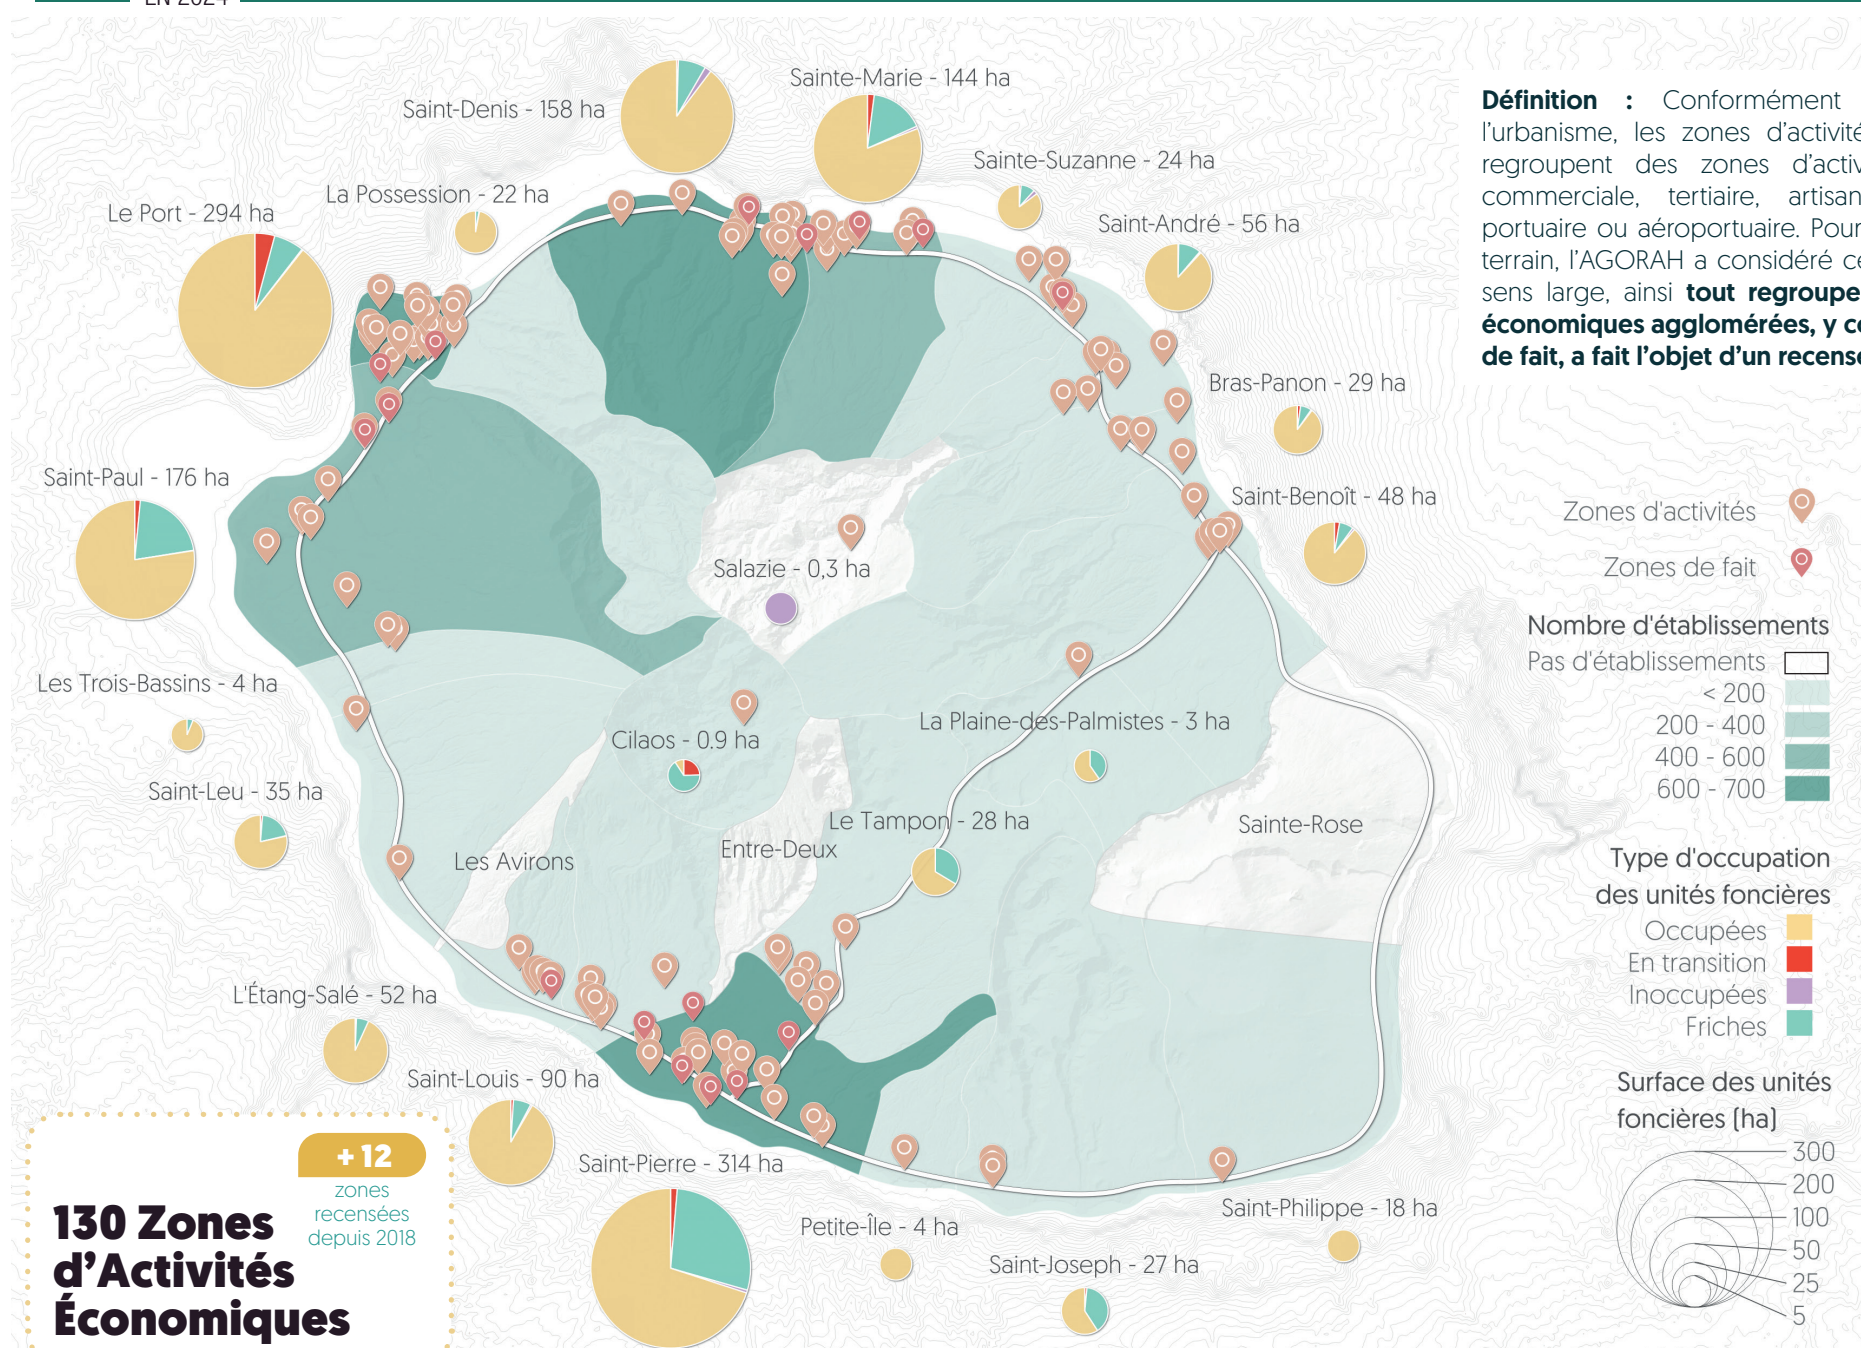 EN 2024
Saint-Denis - 158 ha
Sainte-Marie - 144 ha
Sainte-Suzanne - 24 ha
La Possession - 22 ha
Le Port - 294 ha
Saint-André - 56 ha
Bras-Panon - 29 ha
Saint-Benoît - 48 ha
Saint-Paul - 176 ha
Salazie - 0,3 ha
Les Trois-Bassins - 4 ha
Cilaos - 0.9 ha
La Plaine-des-Palmistes - 3 ha
Saint-Leu - 35 ha
Le Tampon - 28 ha
Sainte-Rose
Entre-Deux
Les Avirons
L'Étang-Salé - 52 ha
Saint-Louis - 90 ha
Saint-Pierre - 314 ha
Petite-Île - 4 ha
Saint-Philippe - 18 ha
Saint-Joseph - 27 ha
Définition : Conformément
l'urbanisme, les zones d'activité
regroupent des zones d'activ
commerciale, tertiaire, artisan
portuaire ou aéroportuaire. Pour
terrain, l'AGORAH a considéré ce
sens large, ainsi tout regroupe
économiques agglomérées, y co
de fait, a fait l'objet d'un recense
Zones d'activités
Zones de fait
Nombre d'établissements
Pas d'établissements
< 200
200 - 400
400 - 600
600 - 700
Type d'occupation
des unités foncières
Occupées
En transition
Inoccupées
Friches
Surface des unités
foncières (ha)
300
200
100
50
25
5
+ 12
zones
recensées
depuis 2018
130 Zones
d'Activités
Économiques